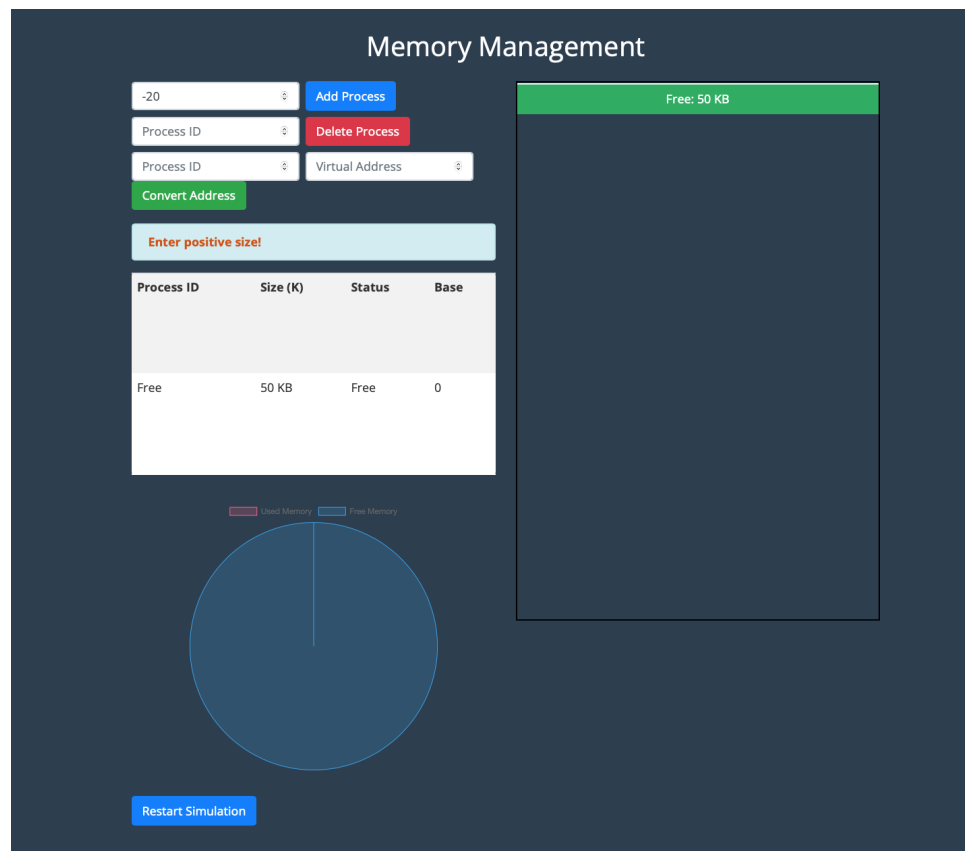 Memory Management
-20
Add Process
Free: 50 KB
Process ID
Delete Process
Process ID
Virtual Address
Convert Address
Enter positive size!
Process ID Size (K) Status Base
Free 50 KB Free 0
Used Memory Free Memory
Restart Simulation